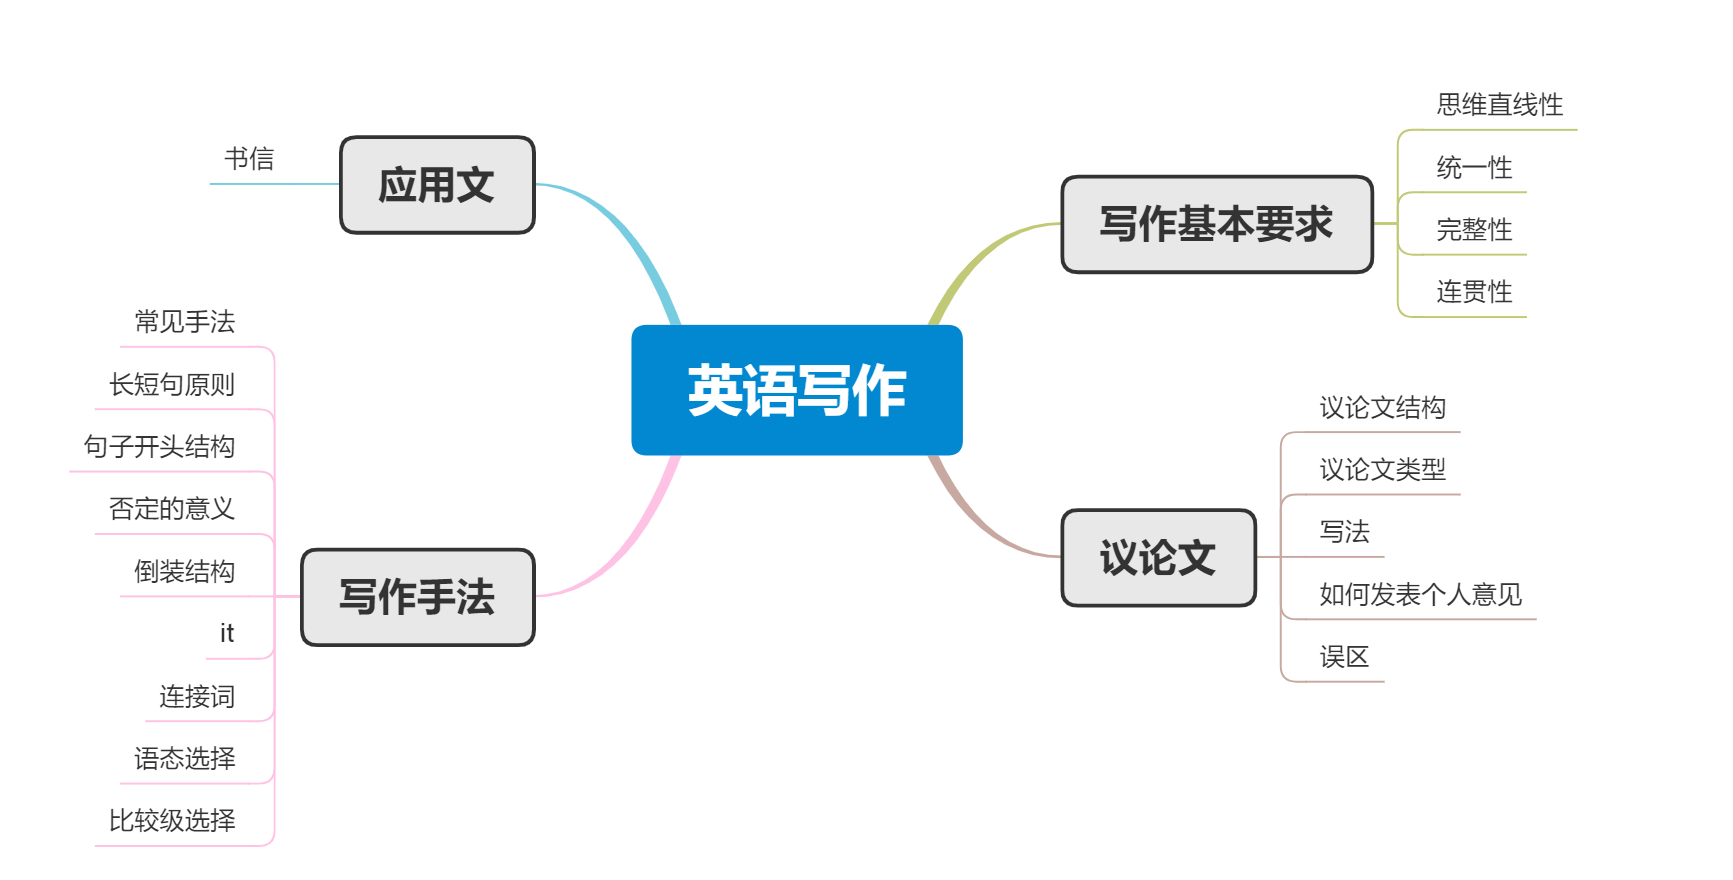 英语写作
写作基本要求
思维直线性
统一性
完整性
连贯性
议论文
议论文结构
议论文类型
写法
如何发表个人意见
误区
应用文
书信
写作手法
常见手法
长短句原则
句子开头结构
否定的意义
倒装结构
it
连接词
语态选择
比较级选择